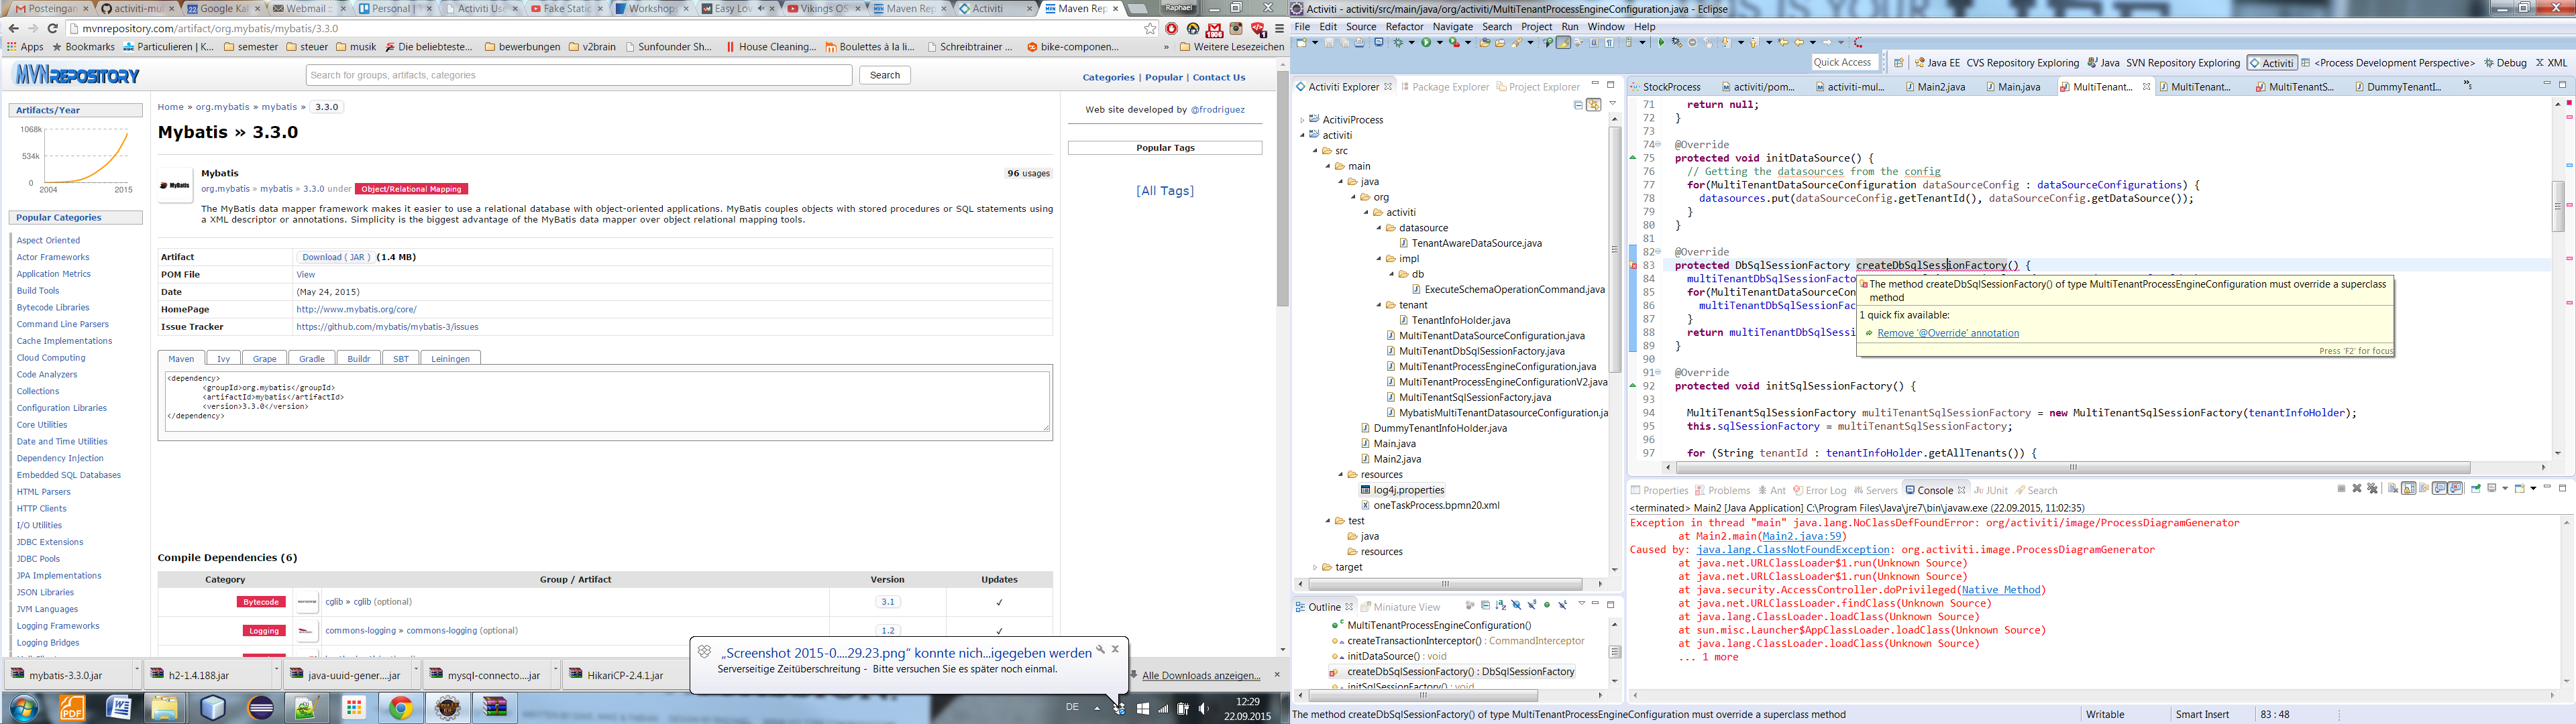 Posteingan
activiti-mul
Google Kal
Webmail ::
Personal |
Activiti Use
Fake Static
Workshops
Easy Lov
Vikings OS
Maven Rep
Activiti
Maven Rep
Raphael
mvnrepository.com/artifact/org.mybatis/mybatis/3.3.0
Apps
Bookmarks
Particulieren | K...
semester
steuer
musik
Die beliebteste...
bewerbungen
v2brain
Sunfounder Sh...
House Cleaning...
Boulettes á la li...
Schreibtrainer ...
bike-componen...
»
Weitere Lesezeichen
MVNREPOSITORY
Search for groups, artifacts, categories
Search
Categories | Popular | Contact Us
Artifacts/Year
1068k
534k
0
2004 2015
Popular Categories
Aspect Oriented
Actor Frameworks
Application Metrics
Build Tools
Bytecode Libraries
Command Line Parsers
Cache Implementations
Cloud Computing
Code Analyzers
Collections
Configuration Libraries
Core Utilities
Date and Time Utilities
Dependency Injection
Embedded SQL Databases
HTML Parsers
HTTP Clients
I/O Utilities
JDBC Extensions
JDBC Pools
JPA Implementations
JSON Libraries
JVM Languages
Logging Frameworks
Logging Bridges
Home » org.mybatis » mybatis » 3.3.0
Mybatis » 3.3.0
Mybatis
96 usages
org.mybatis » mybatis » 3.3.0 under Object/Relational Mapping
The MyBatis data mapper framework makes it easier to use a relational database with object-oriented applications. MyBatis couples objects with stored procedures or SQL statements using
a XML descriptor or annotations. Simplicity is the biggest advantage of the MyBatis data mapper over object relational mapping tools.
Artifact Download ( JAR ) (1.4 MB)
POM File View
Date (May 24, 2015)
HomePage http://www.mybatis.org/core/
Issue Tracker https://github.com/mybatis/mybatis-3/issues
Maven Ivy Grape Gradle Buildr SBT Leiningen
<dependency>
<groupId>org.mybatis</groupId>
<artifactId>mybatis</artifactId>
<version>3.3.0</version>
</dependency>
Compile Dependencies (6)
Category Group / Artifact Version Updates
Bytecode cglib » cglib (optional) 3.1 ✓
Logging commons-logging » commons-logging (optional) 1.2 ✓
Web site developed by @frodriguez
Popular Tags
[All Tags]
„Screenshot 2015-0....29.23.png" konnte nich...igegeben werden
Serverseitige Zeitüberschreitung - Bitte versuchen Sie es später noch einmal.
mybatis-3.3.0.jar
h2-1.4.188.jar
java-uuid-gener....jar
mysql-connecto....jar
HikariCP-2.4.1.jar
Alle Downloads anzeigen...
DE
12:29
22.09.2015
Activiti - activiti/src/main/java/org/activiti/MultiTenantProcessEngineConfiguration.java - Eclipse
File Edit Source Refactor Navigate Search Project Run Window Help
Quick Access
Java EE
CVS Repository Exploring
Java
SVN Repository Exploring
Activiti
<Process Development Perspective>
Debug
XML
Activiti Explorer
Package Explorer
Project Explorer
AcitiviProcess
activiti
src
main
java
org
activiti
datasource
TenantAwareDataSource.java
impl
db
ExecuteSchemaOperationCommand.java
tenant
TenantInfoHolder.java
MultiTenantDataSourceConfiguration.java
MultiTenantDbSqlSessionFactory.java
MultiTenantProcessEngineConfiguration.java
MultiTenantProcessEngineConfigurationV2.java
MultiTenantSqlSessionFactory.java
MybatisMultiTenantDatasourceConfiguration.ja
DummyTenantInfoHolder.java
Main.java
Main2.java
resources
log4j.properties
oneTaskProcess.bpmn20.xml
test
java
resources
target
Outline
Miniature View
MultiTenantProcessEngineConfiguration()
createTransactionInterceptor() : CommandInterceptor
initDataSource() : void
createDbSqlSessionFactory() : DbSqlSessionFactory
initSqlSessionFactory() : void
StockProcess
activiti/pom...
activiti-mul...
Main2.java
Main.java
MultiTenant...
MultiTenant...
MultiTenantS...
DummyTenantI...
71 return null;
72 }
73
74 @Override
75 protected void initDataSource() {
76 // Getting the datasources from the config
77 for(MultiTenantDataSourceConfiguration dataSourceConfig : dataSourceConfigurations) {
78 datasources.put(dataSourceConfig.getTenantId(), dataSourceConfig.getDataSource());
79 }
80 }
81
82 @Override
83 protected DbSqlSessionFactory createDbSqlSessionFactory() {
84 multiTenantDbSqlSessionFacto
85 for(MultiTenantDataSourceCon
86 multiTenantDbSqlSessionFac
87 }
88 return multiTenantDbSqlSessi
89 }
90
91 @Override
92 protected void initSqlSessionFactory() {
93
94 MultiTenantSqlSessionFactory multiTenantSqlSessionFactory = new MultiTenantSqlSessionFactory(tenantInfoHolder);
95 this.sqlSessionFactory = multiTenantSqlSessionFactory;
96
97 for (String tenantId : tenantInfoHolder.getAllTenants()) {
The method createDbSqlSessionFactory() of type MultiTenantProcessEngineConfiguration must override a superclass
method
1 quick fix available:
Remove '@Override' annotation
Press 'F2' for focus
Properties
Problems
Ant
Error Log
Servers
Console
JUnit
Search
<terminated> Main2 [Java Application] C:\Program Files\Java\jre7\bin\javaw.exe (22.09.2015, 11:02:35)
Exception in thread "main" java.lang.NoClassDefFoundError: org/activiti/image/ProcessDiagramGenerator
at Main2.main(Main2.java:59)
Caused by: java.lang.ClassNotFoundException: org.activiti.image.ProcessDiagramGenerator
at java.net.URLClassLoader$1.run(Unknown Source)
at java.net.URLClassLoader$1.run(Unknown Source)
at java.security.AccessController.doPrivileged(Native Method)
at java.net.URLClassLoader.findClass(Unknown Source)
at java.lang.ClassLoader.loadClass(Unknown Source)
at sun.misc.Launcher$AppClassLoader.loadClass(Unknown Source)
at java.lang.ClassLoader.loadClass(Unknown Source)
... 1 more
The method createDbSqlSessionFactory() of type MultiTenantProcessEngineConfiguration must override a superclass method
Writable
Smart Insert
83 : 48